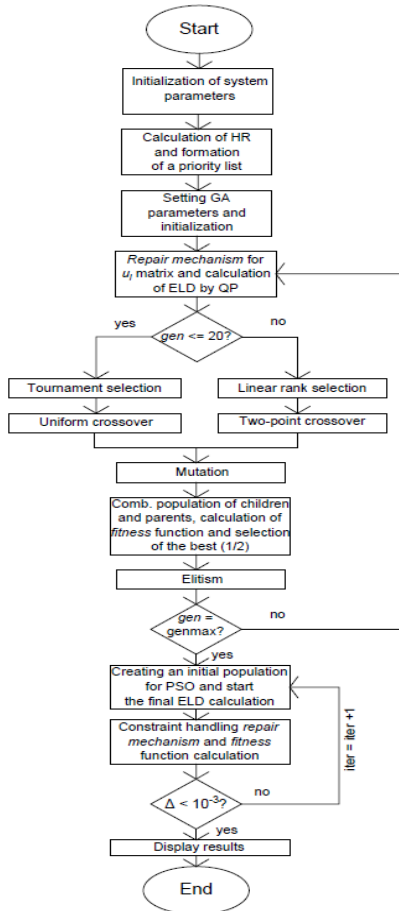 Start
Initialization of system
parameters
Calculation of HR
and formation
of a priority list
Setting GA
parameters and
initialization
Repair mechanism for
uI matrix and calculation
of ELD by QP
yes
gen <= 20?
no
Tournament selection
Linear rank selection
Uniform crossover
Two-point crossover
Mutation
Comb. population of children
and parents, calculation of
fitness function and selection
of the best (1/2)
Elitism
gen =
genmax?
no
yes
Creating an initial population
for PSO and start
the final ELD calculation
Constraint handling repair
mechanism and fitness
function calculation
iter = iter +1
Δ < 10⁻³?
no
yes
Display results
End